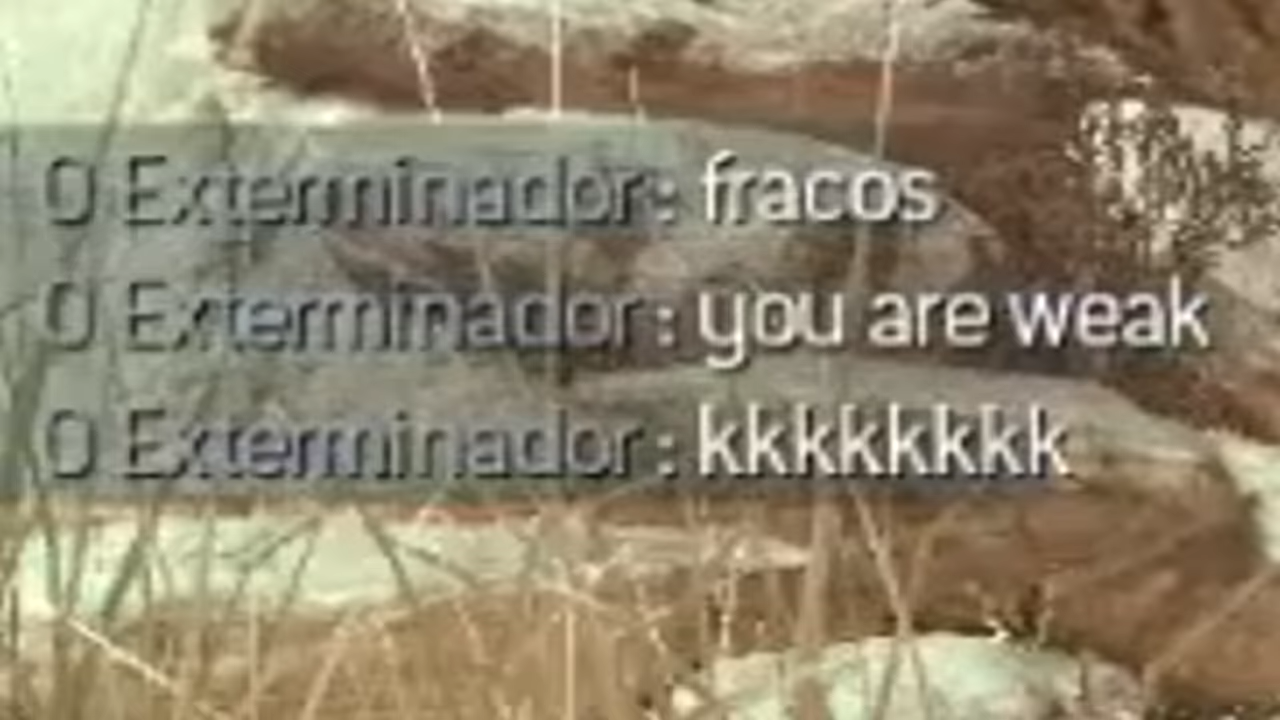 O Exterminador: fracos
O Exterminador: you are weak
O Exterminador: kkkkkkkk